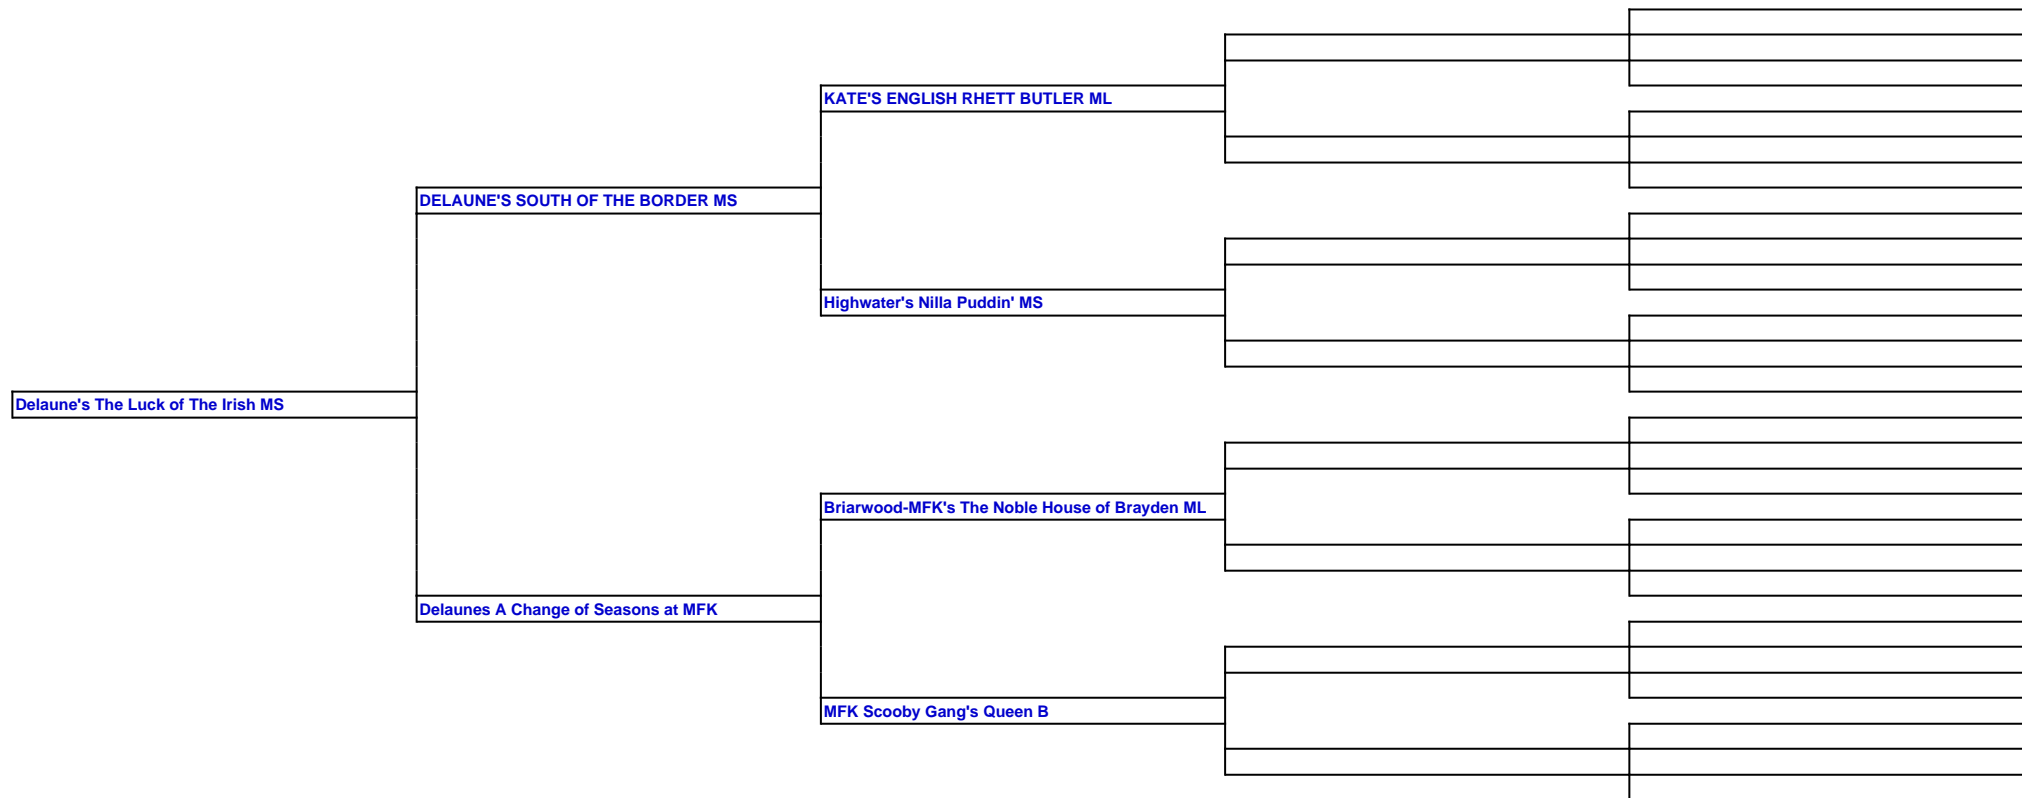 KATE'S ENGLISH RHETT BUTLER ML
DELAUNE'S SOUTH OF THE BORDER MS
Highwater's Nilla Puddin' MS
Delaune's The Luck of The Irish MS
Briarwood-MFK's The Noble House of Brayden ML
Delaunes A Change of Seasons at MFK
MFK Scooby Gang's Queen B